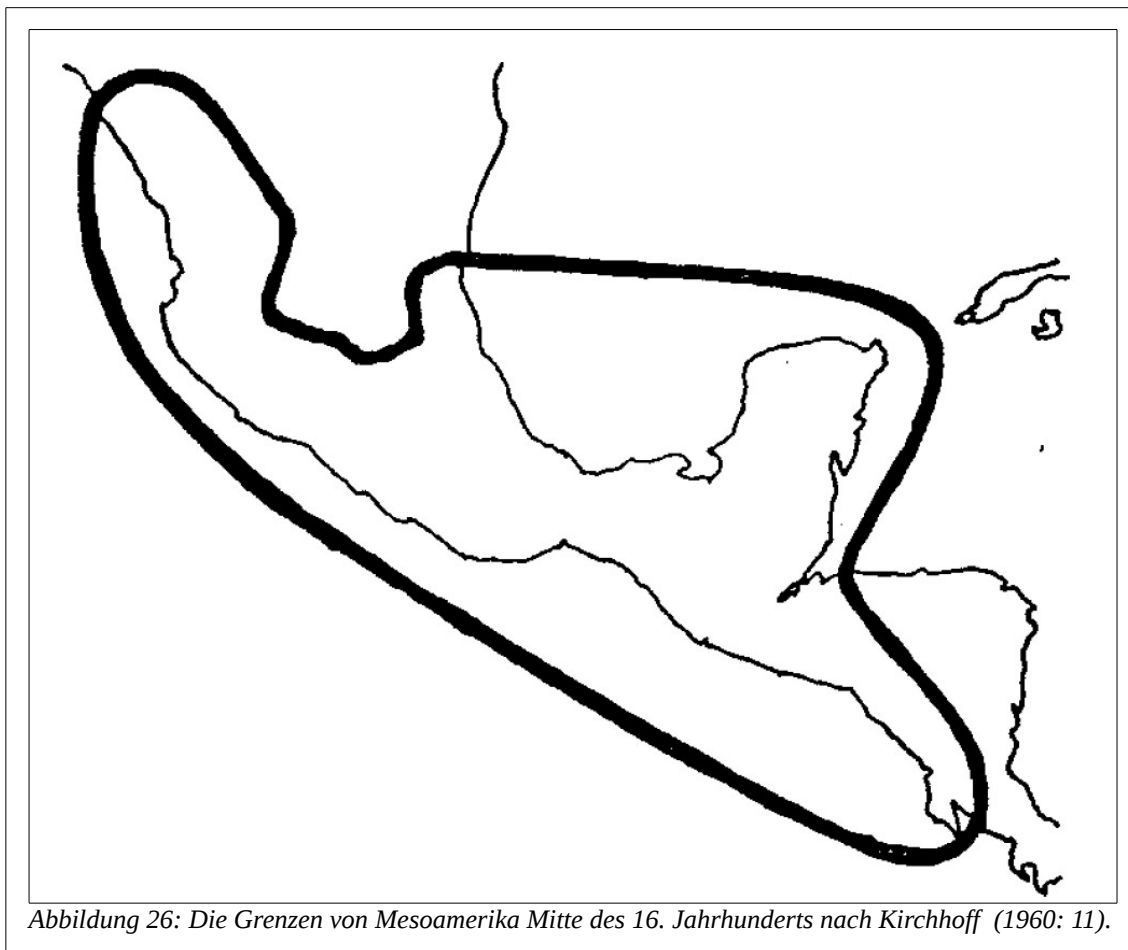 Abbildung 26: Die Grenzen von Mesoamerika Mitte des 16. Jahrhunderts nach Kirchhoff (1960: 11).